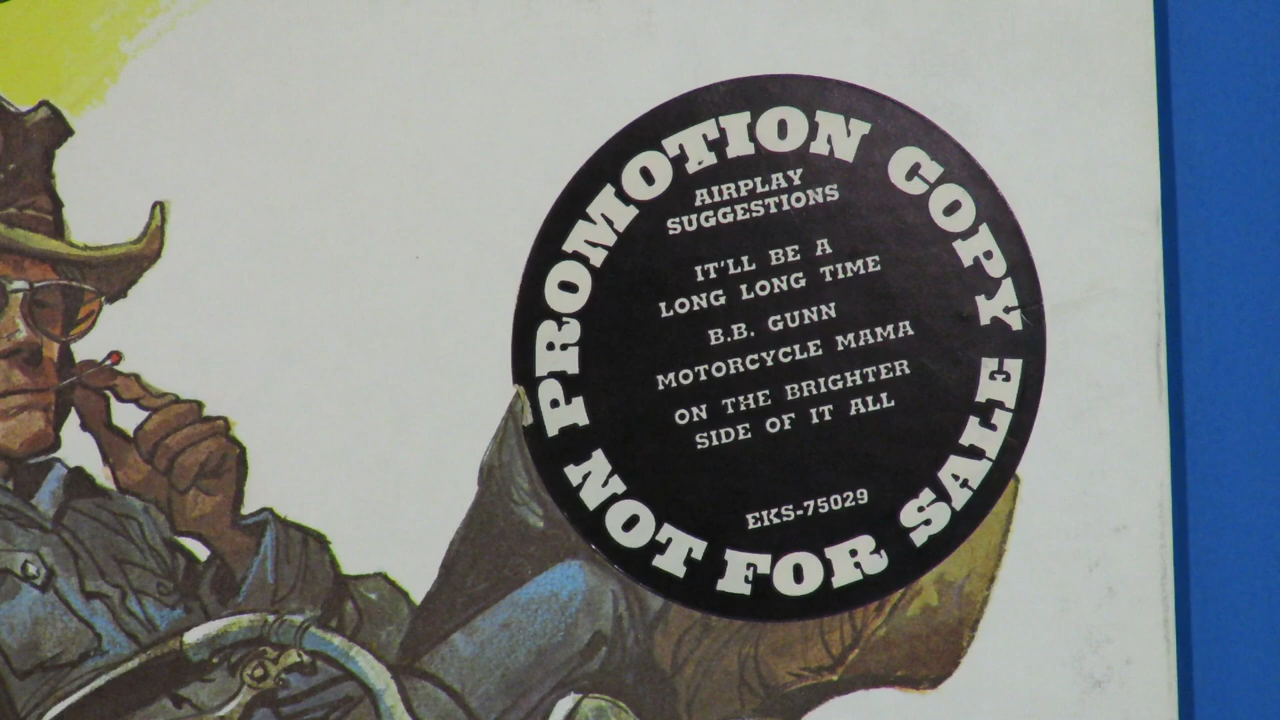 PROMOTION COPY
AIRPLAY
SUGGESTIONS
IT'LL BE A
LONG LONG TIME
B.B. GUNN
MOTORCYCLE MAMA
ON THE BRIGHTER
SIDE OF IT ALL
EKS-75029
NOT FOR SALE